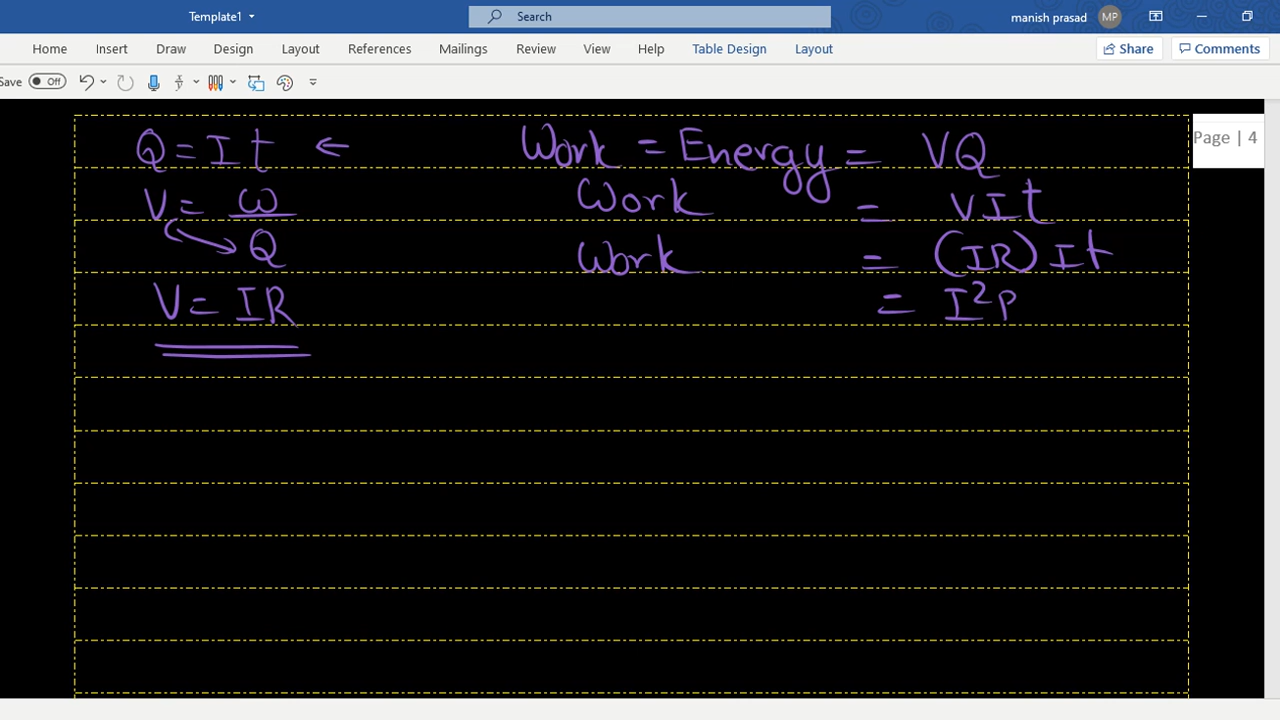 Template1
Search
manish prasad MP
Home Insert Draw Design Layout References Mailings Review View Help Table Design Layout Share Comments
Save Off
Page | 4
Q = It ←
V = ω/Q
V = IR
Work = Energy = VQ
Work = VIt
Work = (IR) It
= I²P